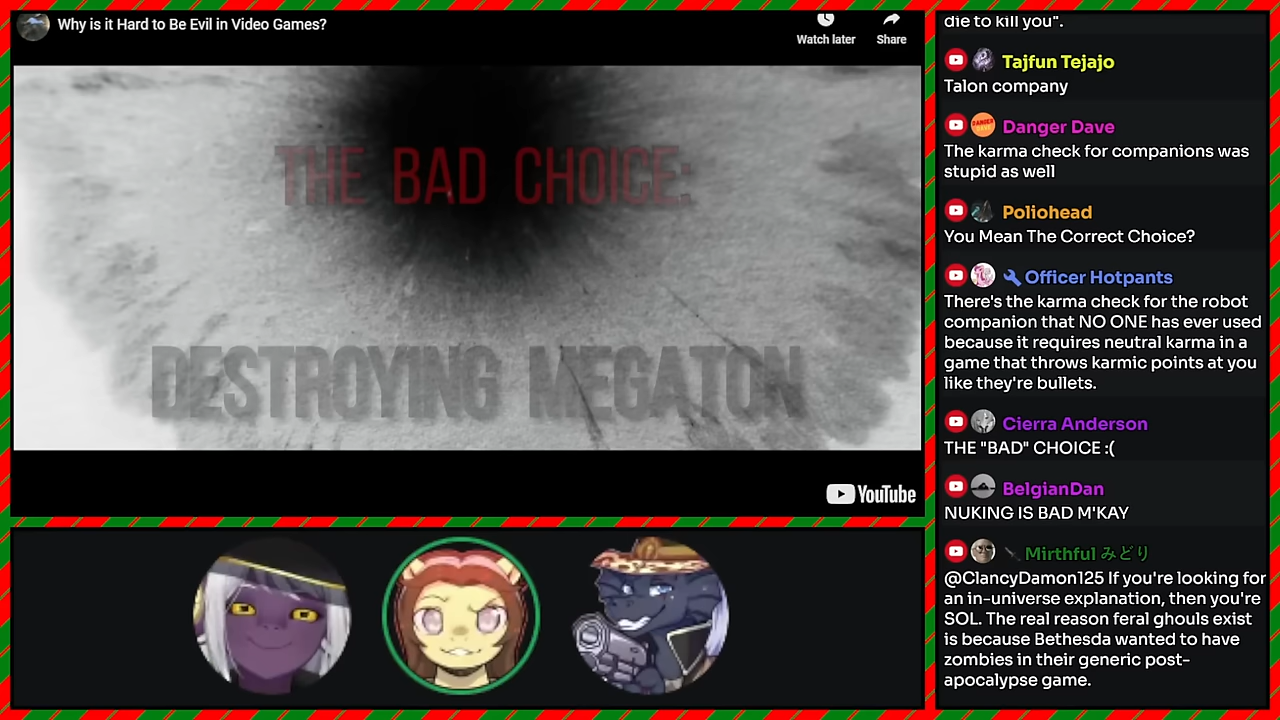 Why is it Hard to Be Evil in Video Games?
Watch later
Share
THE BAD CHOICE:
DESTROYING MEGATON
YouTube
die to kill you".
Tajfun Tejajo
Talon company
Danger Dave
The karma check for companions was
stupid as well
Poliohead
You Mean The Correct Choice?
Officer Hotpants
There's the karma check for the robot
companion that NO ONE has ever used
because it requires neutral karma in a
game that throws karmic points at you
like they're bullets.
Cierra Anderson
THE "BAD" CHOICE :(
BelgianDan
NUKING IS BAD M'KAY
Mirthful みどり
@ClancyDamon125 If you're looking for
an in-universe explanation, then you're
SOL. The real reason feral ghouls exist
is because Bethesda wanted to have
zombies in their generic post-
apocalypse game.